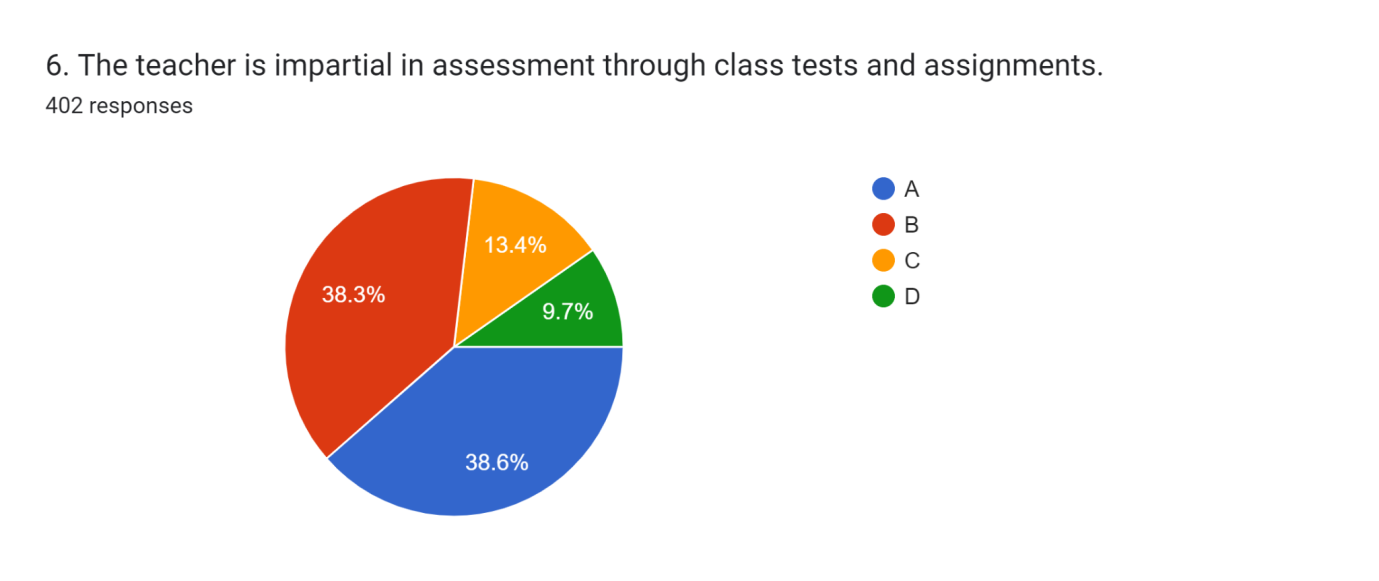 6. The teacher is impartial in assessment through class tests and assignments.
402 responses
A
B
C
D
13.4%
38.3%
9.7%
38.6%